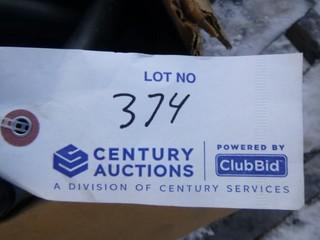 LOT NO
374
CENTURY AUCTIONS
POWERED BY
ClubBid
A DIVISION OF CENTURY SERVICES